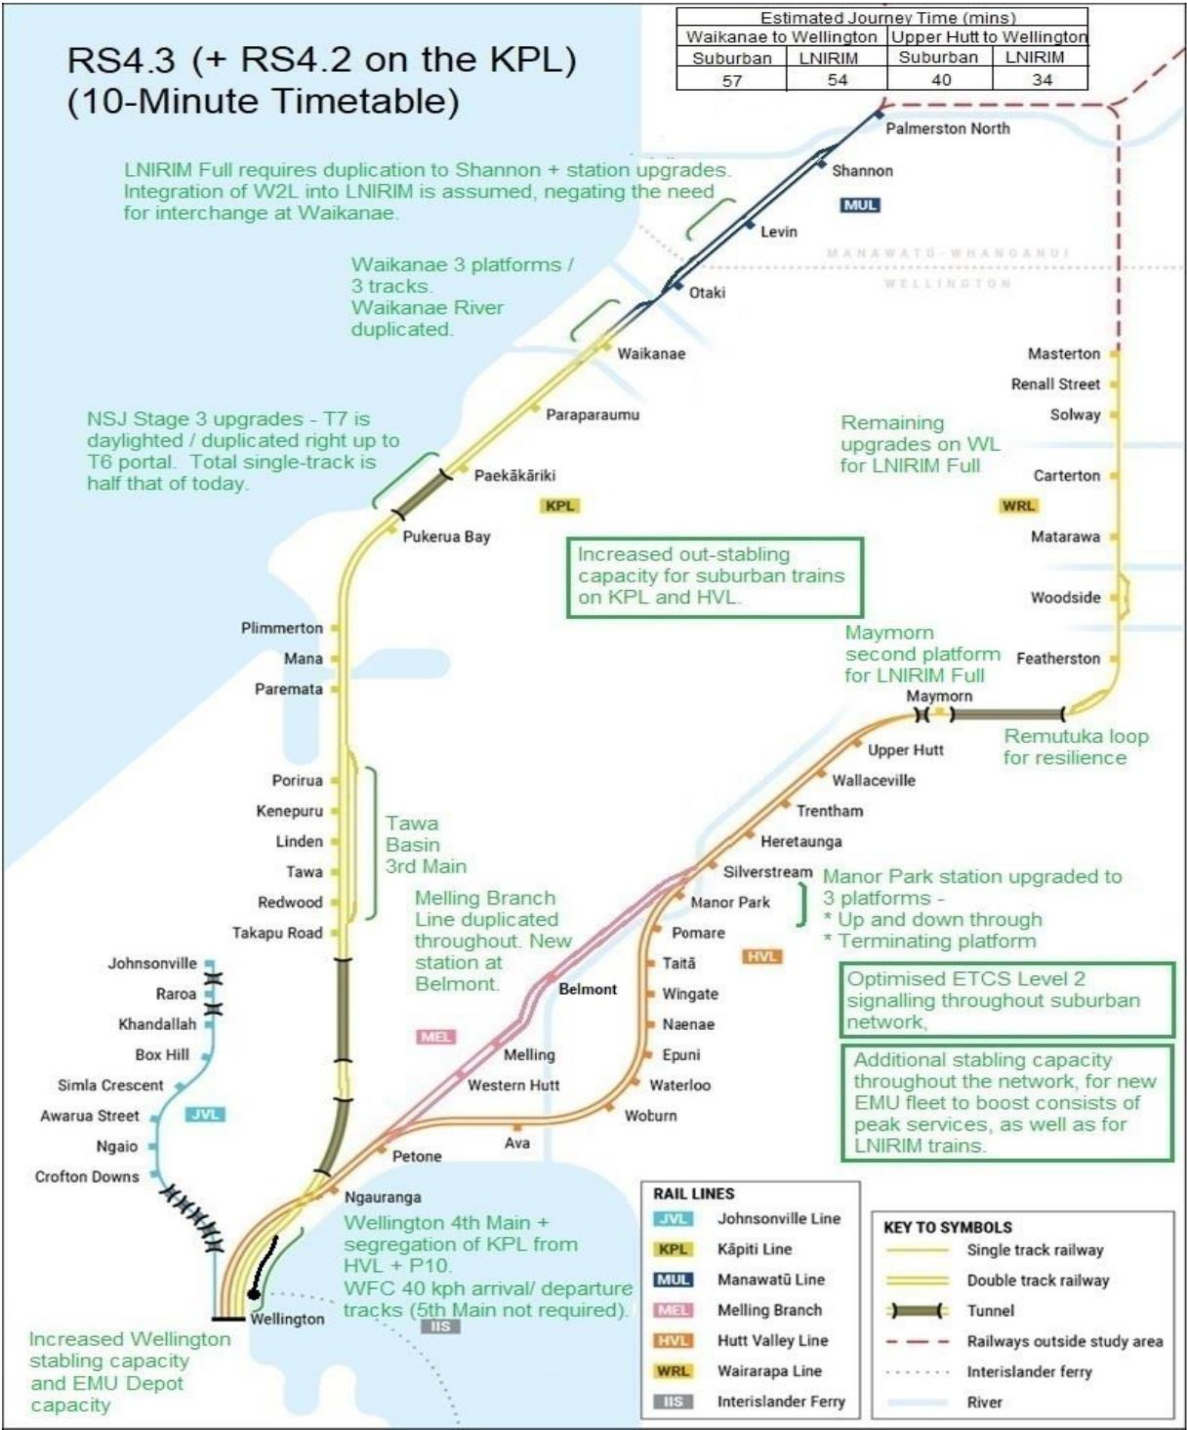 RS4.3 (+ RS4.2 on the KPL)
(10-Minute Timetable)
Estimated Journey Time (mins)
Waikanae to Wellington Upper Hutt to Wellington
Suburban LNIRIM Suburban LNIRIM
57 54 40 34
Palmerston North
LNIRIM Full requires duplication to Shannon + station upgrades.
Integration of W2L into LNIRIM is assumed, negating the need
for interchange at Waikanae.
Shannon
MUL
Levin
MANAWATŪ-WHANGANUI
WELLINGTON
Waikanae 3 platforms /
3 tracks.
Waikanae River
duplicated.
Otaki
Waikanae
Paraparaumu
NSJ Stage 3 upgrades - T7 is
daylighted / duplicated right up to
T6 portal. Total single-track is
half that of today.
Paekākāriki
KPL
Pukerua Bay
Masterton
Renall Street
Solway
Remaining
upgrades on WL
for LNIRIM Full
Carterton
WRL
Matarawa
Increased out-stabling
capacity for suburban trains
on KPL and HVL.
Woodside
Maymorn
second platform
for LNIRIM Full
Featherston
Maymorn
Remutuka loop
for resilience
Plimmerton
Mana
Paremata
Upper Hutt
Wallaceville
Trentham
Heretaunga
Silverstream
Porirua
Kenepuru
Linden
Tawa
Redwood
Takapu Road
Tawa
Basin
3rd Main
Manor Park station upgraded to
3 platforms -
* Up and down through
* Terminating platform
Manor Park
Pomare
HVL
Taitā
Wingate
Naenae
Epuni
Waterloo
Woburn
Ava
Melling Branch
Line duplicated
throughout. New
station at
Belmont.
Belmont
MEL
Melling
Western Hutt
Petone
Ngauranga
Optimised ETCS Level 2
signalling throughout suburban
network,
Additional stabling capacity
throughout the network, for new
EMU fleet to boost consists of
peak services, as well as for
LNIRIM trains.
Johnsonville
Raroa
Khandallah
Box Hill
Simla Crescent
Awarua Street
JVL
Ngaio
Crofton Downs
Wellington 4th Main +
segregation of KPL from
HVL + P10.
WFC 40 kph arrival/ departure
tracks (5th Main not required).
Wellington
IIS
Increased Wellington
stabling capacity
and EMU Depot
capacity
RAIL LINES
JVL Johnsonville Line
KPL Kāpiti Line
MUL Manawatū Line
MEL Melling Branch
HVL Hutt Valley Line
WRL Wairarapa Line
IIS Interislander Ferry
KEY TO SYMBOLS
Single track railway
Double track railway
Tunnel
Railways outside study area
Interislander ferry
River